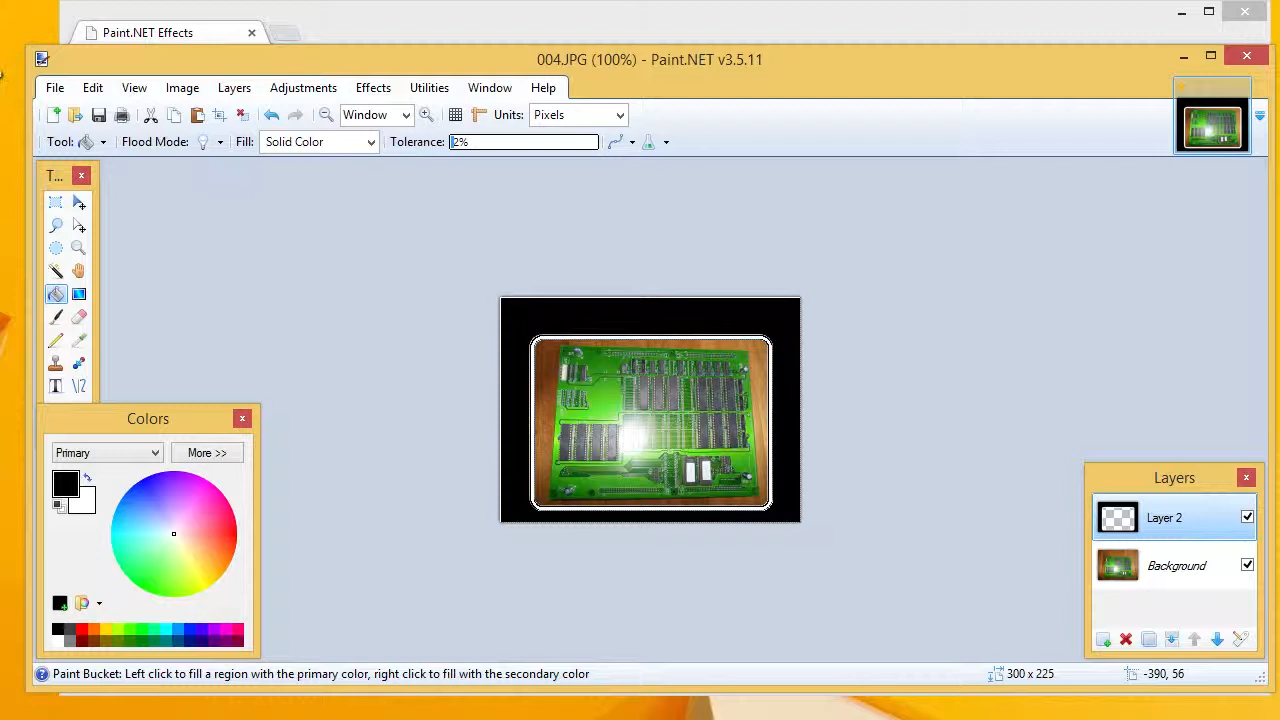 Paint.NET Effects
004.JPG (100%) - Paint.NET v3.5.11
File Edit View Image Layers Adjustments Effects Utilities Window Help
Window Units: Pixels
Tool: Flood Mode: Fill: Solid Color Tolerance: 2%
T...
Colors
Primary More >>
Layers
Layer 2
Background
Paint Bucket: Left click to fill a region with the primary color, right click to fill with the secondary color 300 x 225 -390, 56